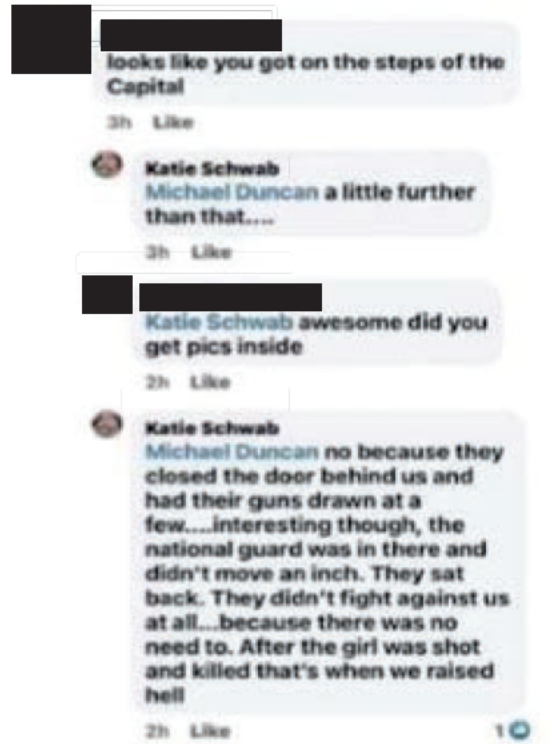 looks like you got on the steps of the
Capital
3h Like
Katie Schwab
Michael Duncan a little further
than that....
3h Like
Katie Schwab awesome did you
get pics inside
2h Like
Katie Schwab
Michael Duncan no because they
closed the door behind us and
had their guns drawn at a
few....interesting though, the
national guard was in there and
didn't move an inch. They sat
back. They didn't fight against us
at all...because there was no
need to. After the girl was shot
and killed that's when we raised
hell
2h Like 1